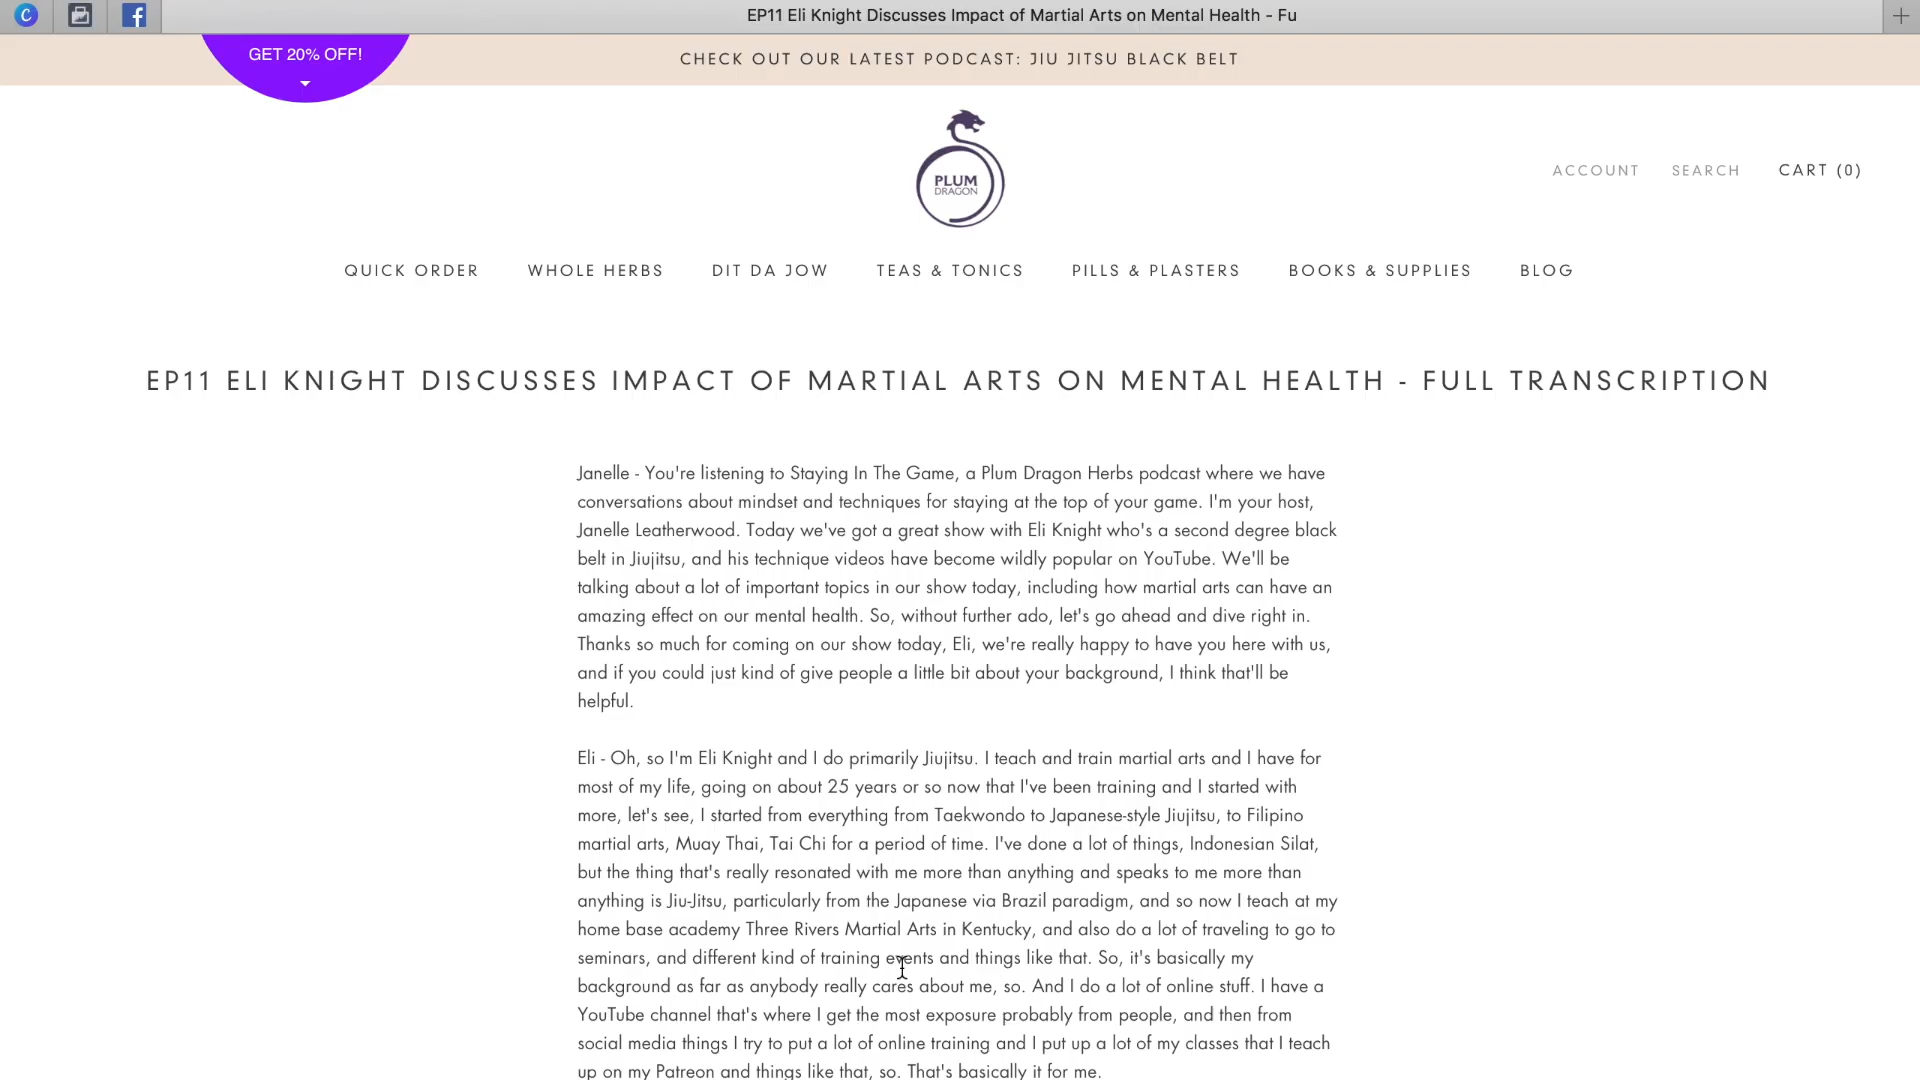 EP11 Eli Knight Discusses Impact of Martial Arts on Mental Health - Fu
GET 20% OFF!
CHECK OUT OUR LATEST PODCAST: JIU JITSU BLACK BELT
PLUM
DRAGON
ACCOUNT
SEARCH
CART (0)
QUICK ORDER
WHOLE HERBS
DIT DA JOW
TEAS & TONICS
PILLS & PLASTERS
BOOKS & SUPPLIES
BLOG
EP11 ELI KNIGHT DISCUSSES IMPACT OF MARTIAL ARTS ON MENTAL HEALTH - FULL TRANSCRIPTION
Janelle - You're listening to Staying In The Game, a Plum Dragon Herbs podcast where we have
conversations about mindset and techniques for staying at the top of your game. I'm your host,
Janelle Leatherwood. Today we've got a great show with Eli Knight who's a second degree black
belt in Jiujitsu, and his technique videos have become wildly popular on YouTube. We'll be
talking about a lot of important topics in our show today, including how martial arts can have an
amazing effect on our mental health. So, without further ado, let's go ahead and dive right in.
Thanks so much for coming on our show today, Eli, we're really happy to have you here with us,
and if you could just kind of give people a little bit about your background, I think that'll be
helpful.
Eli - Oh, so I'm Eli Knight and I do primarily Jiujitsu. I teach and train martial arts and I have for
most of my life, going on about 25 years or so now that I've been training and I started with
more, let's see, I started from everything from Taekwondo to Japanese-style Jiujitsu, to Filipino
martial arts, Muay Thai, Tai Chi for a period of time. I've done a lot of things, Indonesian Silat,
but the thing that's really resonated with me more than anything and speaks to me more than
anything is Jiu-Jitsu, particularly from the Japanese via Brazil paradigm, and so now I teach at my
home base academy Three Rivers Martial Arts in Kentucky, and also do a lot of traveling to go to
seminars, and different kind of training events and things like that. So, it's basically my
background as far as anybody really cares about me, so. And I do a lot of online stuff. I have a
YouTube channel that's where I get the most exposure probably from people, and then from
social media things I try to put a lot of online training and I put up a lot of my classes that I teach
up on my Patreon and things like that, so. That's basically it for me.